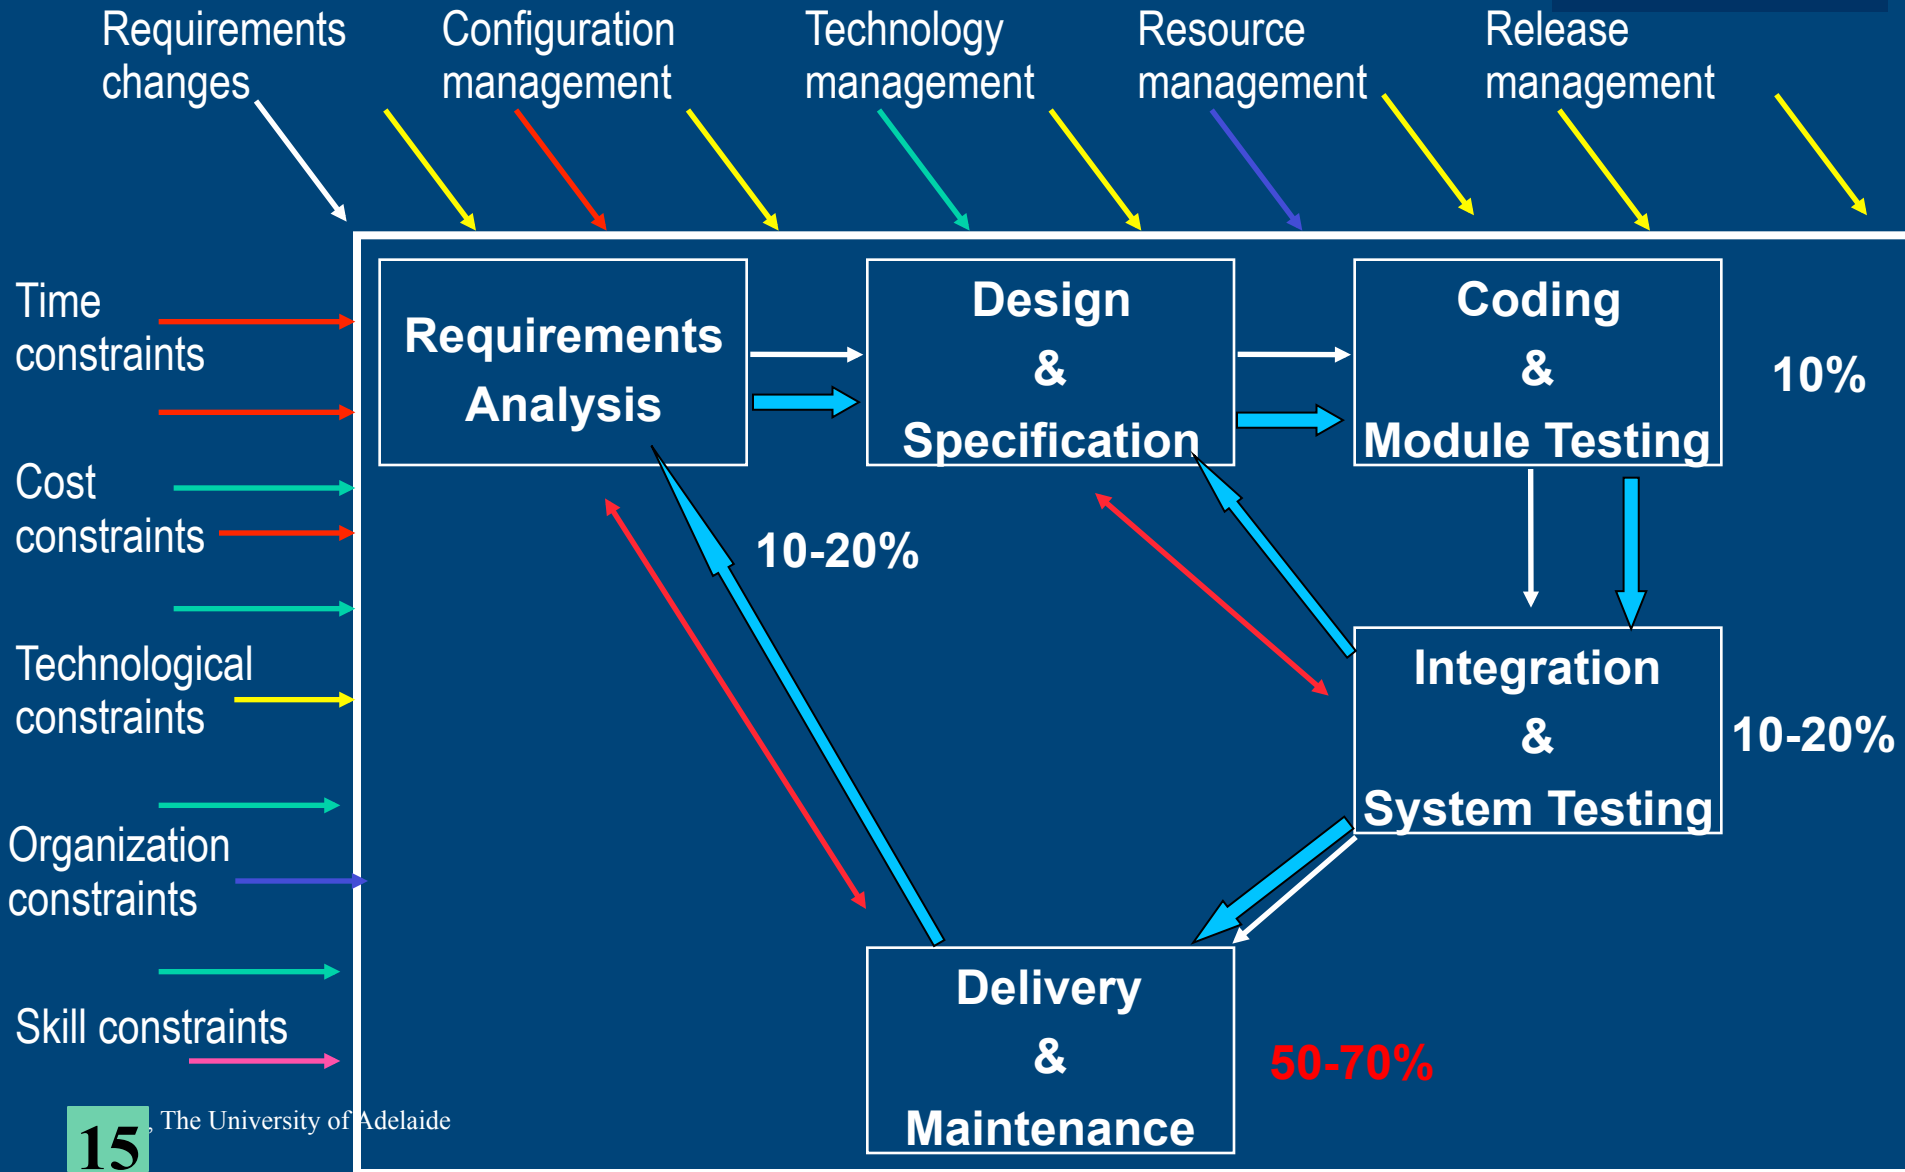 Requirements
changes
Configuration
management
Technology
management
Resource
management
Release
management
Time
constraints
Cost
constraints
Technological
constraints
Organization
constraints
Skill constraints
Requirements
Analysis
Design
&
Specification
Coding
&
Module Testing
10%
10-20%
Integration
&
System Testing
10-20%
Delivery
&
Maintenance
50-70%
15
, The University of Adelaide